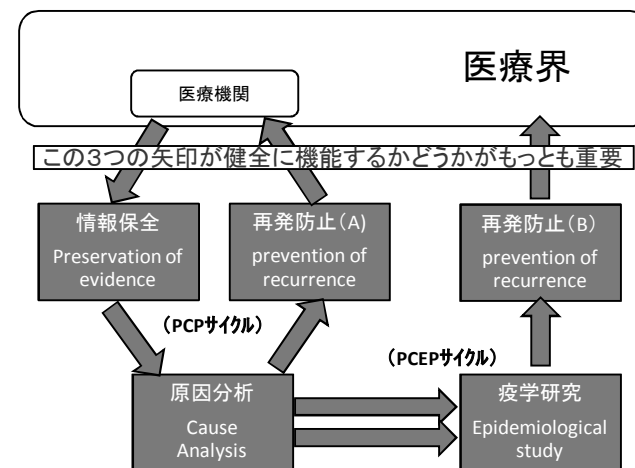 医療界
医療機関
この３つの矢印が健全に機能するかどうかがもっとも重要
情報保全
Preservation of
evidence
再発防止(A)
prevention of
recurrence
再発防止(B)
prevention of
recurrence
(PCPサイクル)
(PCEPサイクル)
原因分析
Cause
Analysis
疫学研究
Epidemiological
study